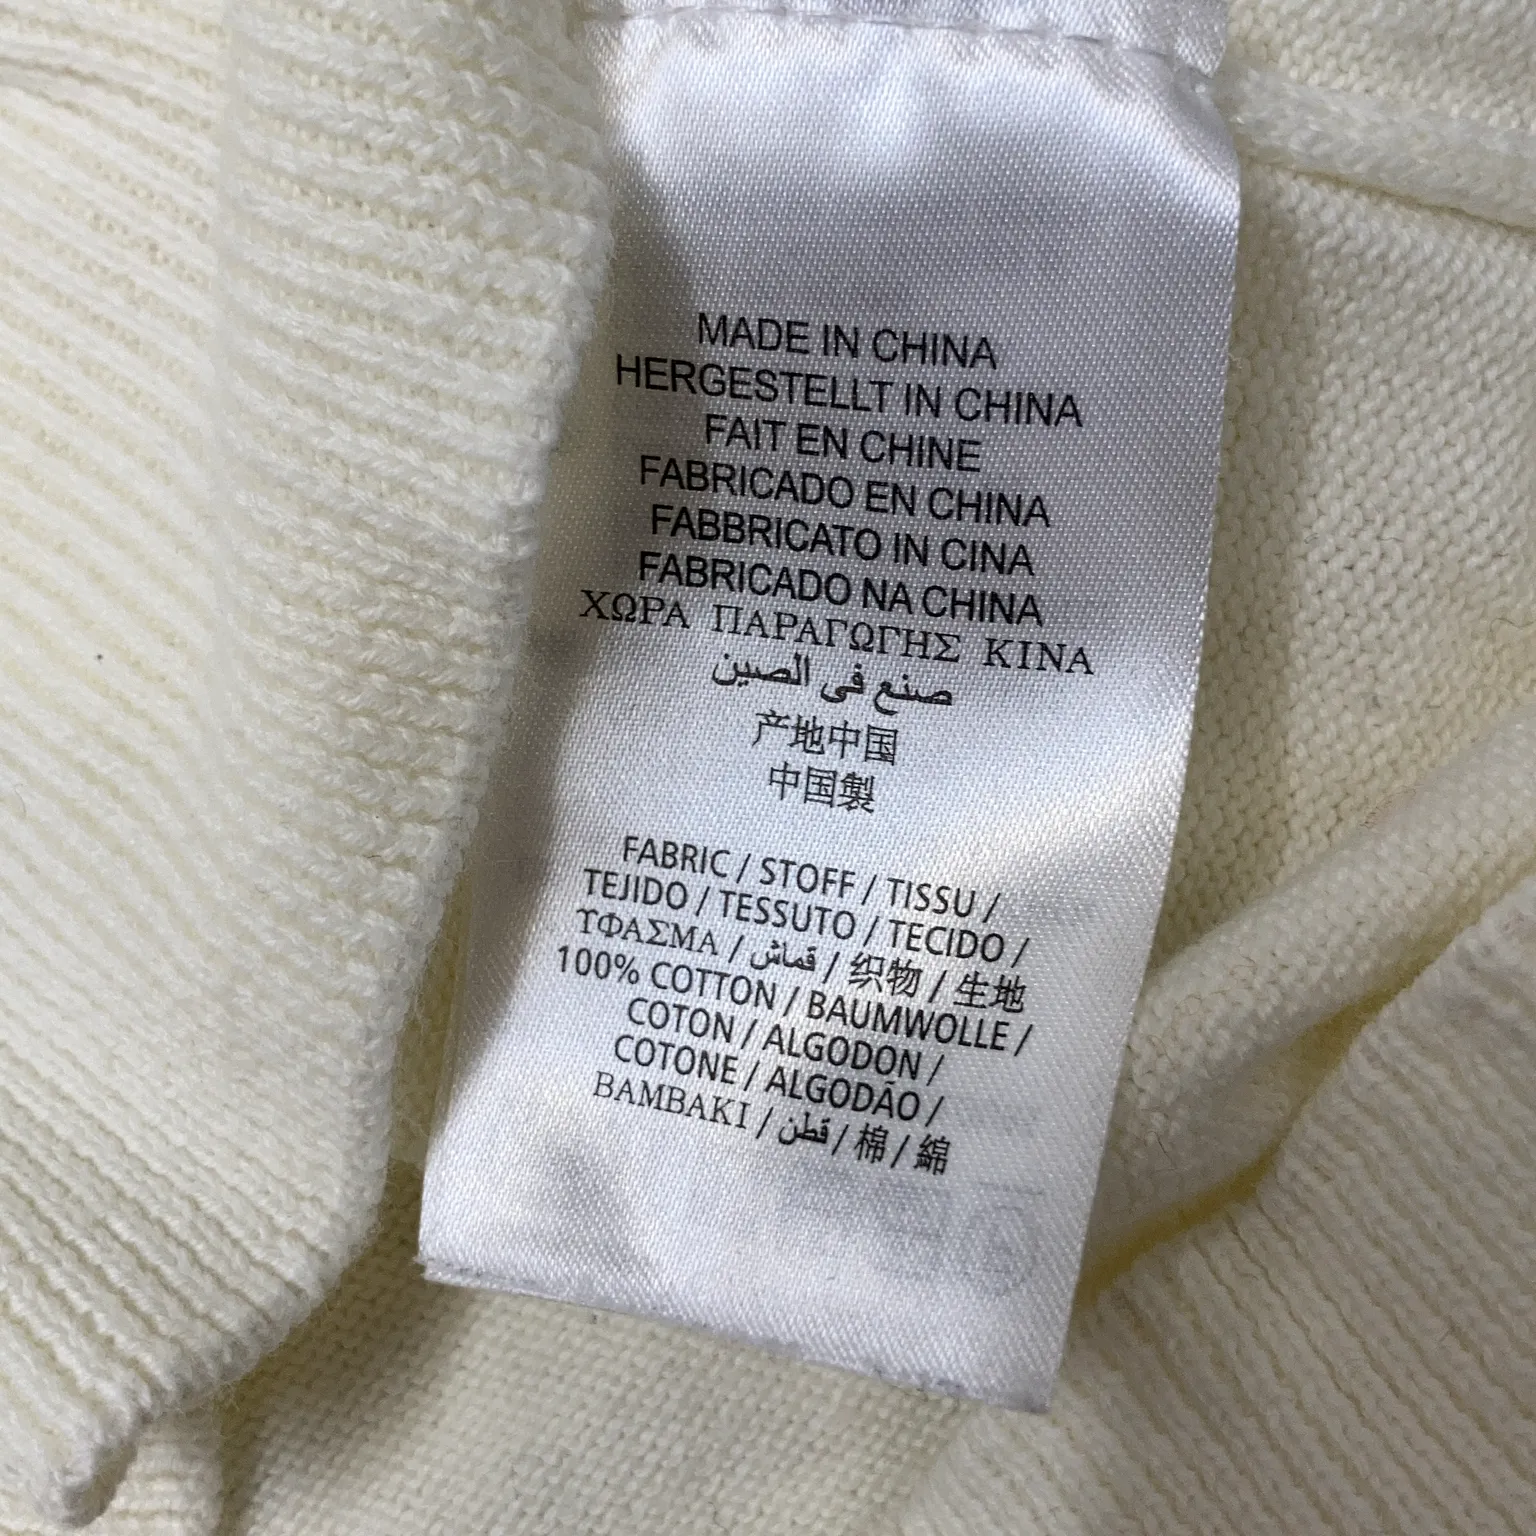 MADE IN CHINA
HERGESTELLT IN CHINA
FAIT EN CHINE
FABRICADO EN CHINA
FABBRICATO IN CINA
FABRICADO NA CHINA
ΧΩΡΑ ΠΑΡΑΓΩΓΗΣ ΚΙΝΑ
صنع فى الصين
产地中国
中国製
FABRIC / STOFF / TISSU /
TEJIDO / TESSUTO / TECIDO /
ΥΦΑΣΜΑ / قماش / 织物 / 生地
100% COTTON / BAUMWOLLE /
COTON / ALGODON /
COTONE / ALGODÃO /
ΒΑΜΒΑΚΙ / قطن / 棉 / 綿